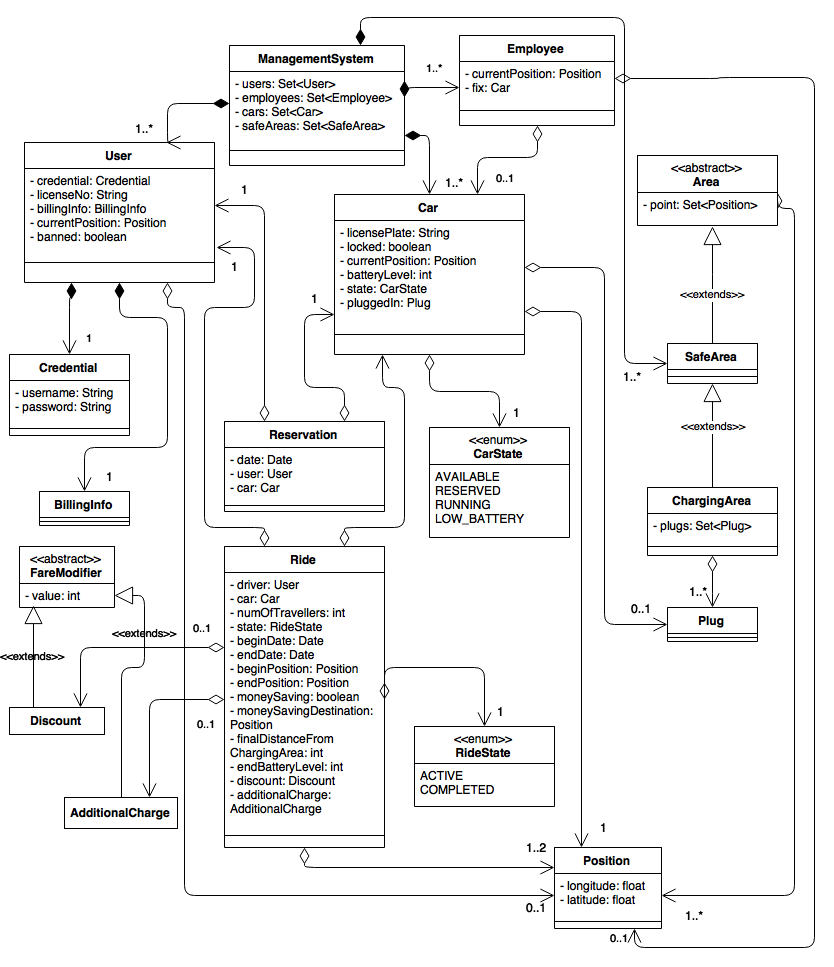 ManagementSystem
- users: Set<User>
- employees: Set<Employee>
- cars: Set<Car>
- safeAreas: Set<SafeArea>
Employee
- currentPosition: Position
- fix: Car
1..*
1..*
1..*
0..1
User
- credential: Credential
- licenseNo: String
- billingInfo: BillingInfo
- currentPosition: Position
- banned: boolean
1
1
Car
- licensePlate: String
- locked: boolean
- currentPosition: Position
- batteryLevel: int
- state: CarState
- pluggedIn: Plug
1
<<abstract>>
Area
- point: Set<Position>
<<extends>>
SafeArea
1..*
<<extends>>
1
Credential
- username: String
- password: String
1
BillingInfo
Reservation
- date: Date
- user: User
- car: Car
1
<<enum>>
CarState
AVAILABLE
RESERVED
RUNNING
LOW_BATTERY
ChargingArea
- plugs: Set<Plug>
1..*
0..1
Plug
<<abstract>>
FareModifier
- value: int
<<extends>>
<<extends>>
0..1
0..1
Discount
AdditionalCharge
Ride
- driver: User
- car: Car
- numOfTravellers: int
- state: RideState
- beginDate: Date
- endDate: Date
- beginPosition: Position
- endPosition: Position
- moneySaving: boolean
- moneySavingDestination:
Position
- finalDistanceFrom
ChargingArea: int
- endBatteryLevel: int
- discount: Discount
- additionalCharge:
AdditionalCharge
1
<<enum>>
RideState
ACTIVE
COMPLETED
1
1..2
0..1
Position
- longitude: float
- latitude: float
1..*
0..1